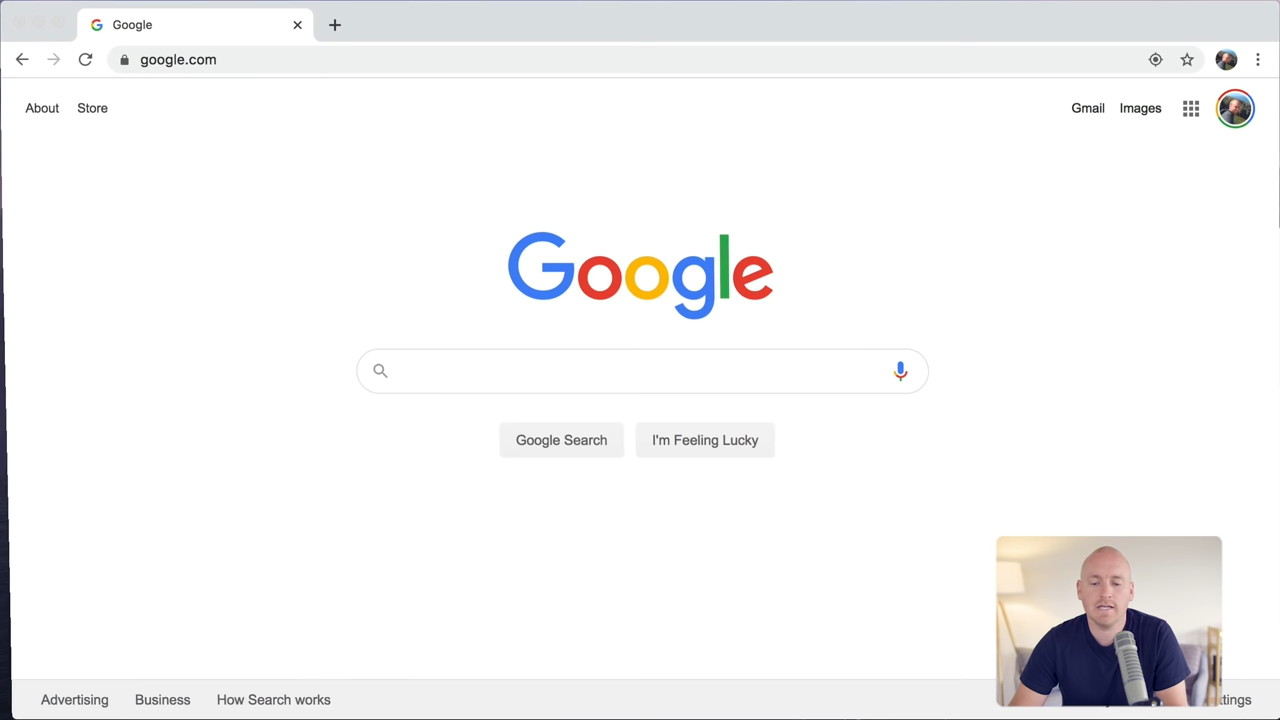 Google
google.com
About Store
Gmail Images
Google
Google Search I'm Feeling Lucky
Advertising Business How Search works